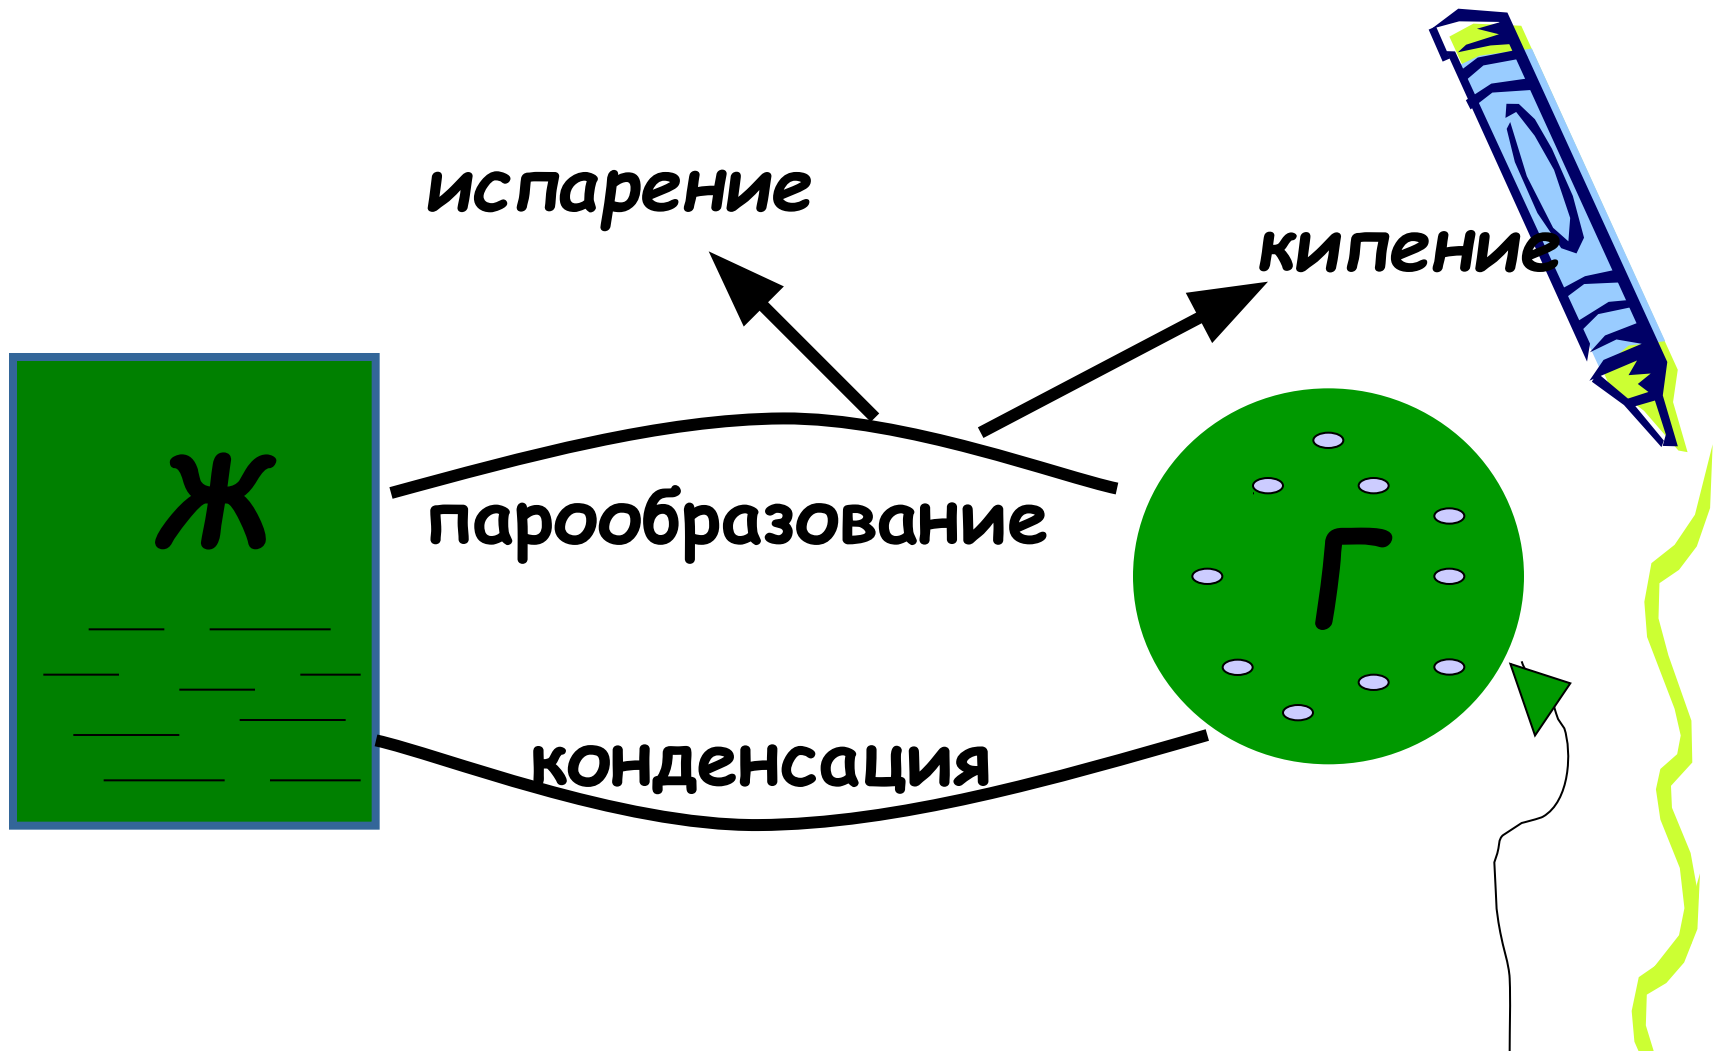 испарение
кипение
Ж
парообразование
Г
конденсация